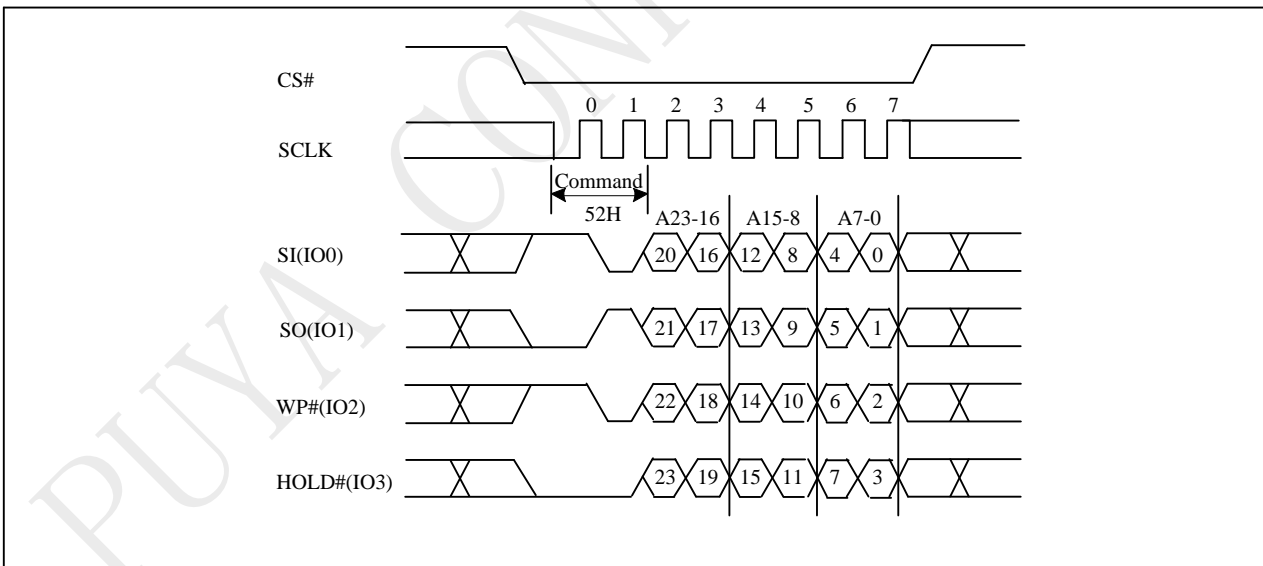 CS#
0 1 2 3 4 5 6 7
SCLK
Command
52H
A23-16 A15-8 A7-0
SI(IO0)
20 16 12 8 4 0
SO(IO1)
21 17 13 9 5 1
WP#(IO2)
22 18 14 10 6 2
HOLD#(IO3)
23 19 15 11 7 3
PUYA CON